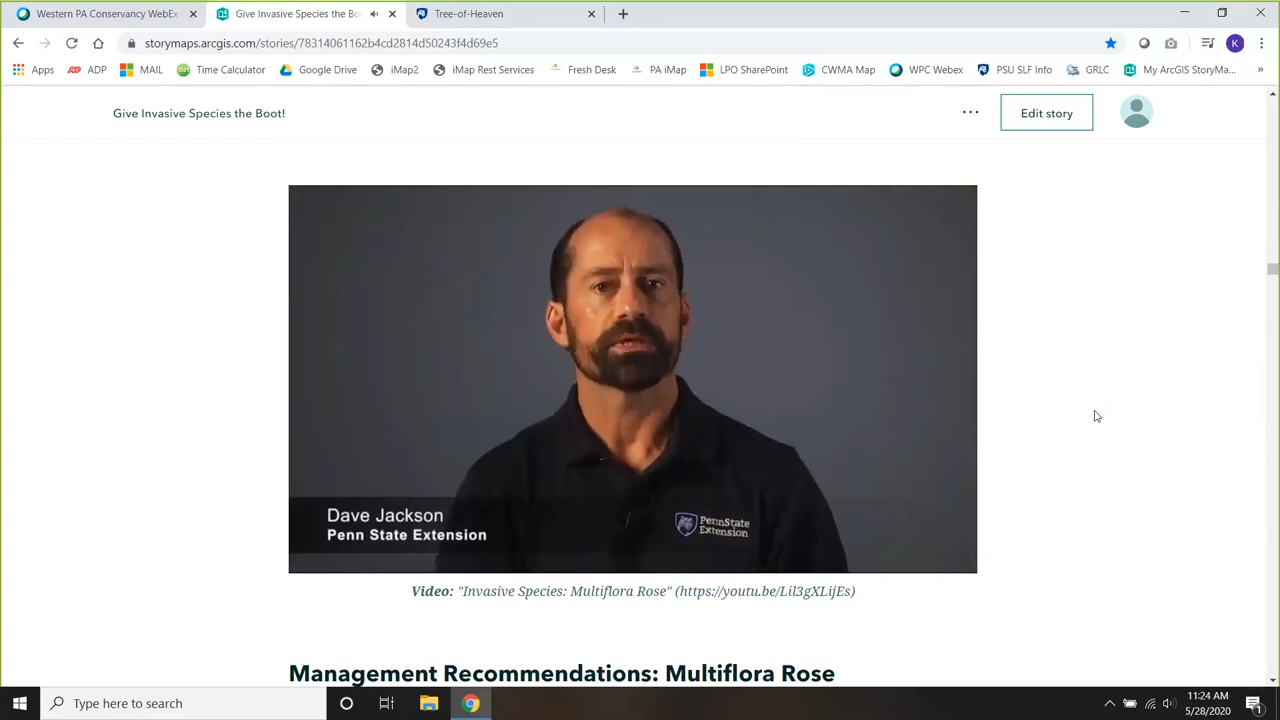 Western PA Conservancy WebEx
Give Invasive Species the Bo
Tree-of-Heaven
storymaps.arcgis.com/stories/78314061162b4cd2814d50243f4d69e5
K
Apps
ADP
MAIL
Time Calculator
Google Drive
iMap2
iMap Rest Services
Fresh Desk
PA iMap
LPO SharePoint
CWMA Map
WPC Webex
PSU SLF Info
GRLC
My ArcGIS StoryMa...
Give Invasive Species the Boot!
Edit story
PennState
Extension
Dave Jackson
Penn State Extension
Video: "Invasive Species: Multiflora Rose" (https://youtu.be/Lil3gXLijEs)
Management Recommendations: Multiflora Rose
Type here to search
11:24 AM
5/28/2020
1